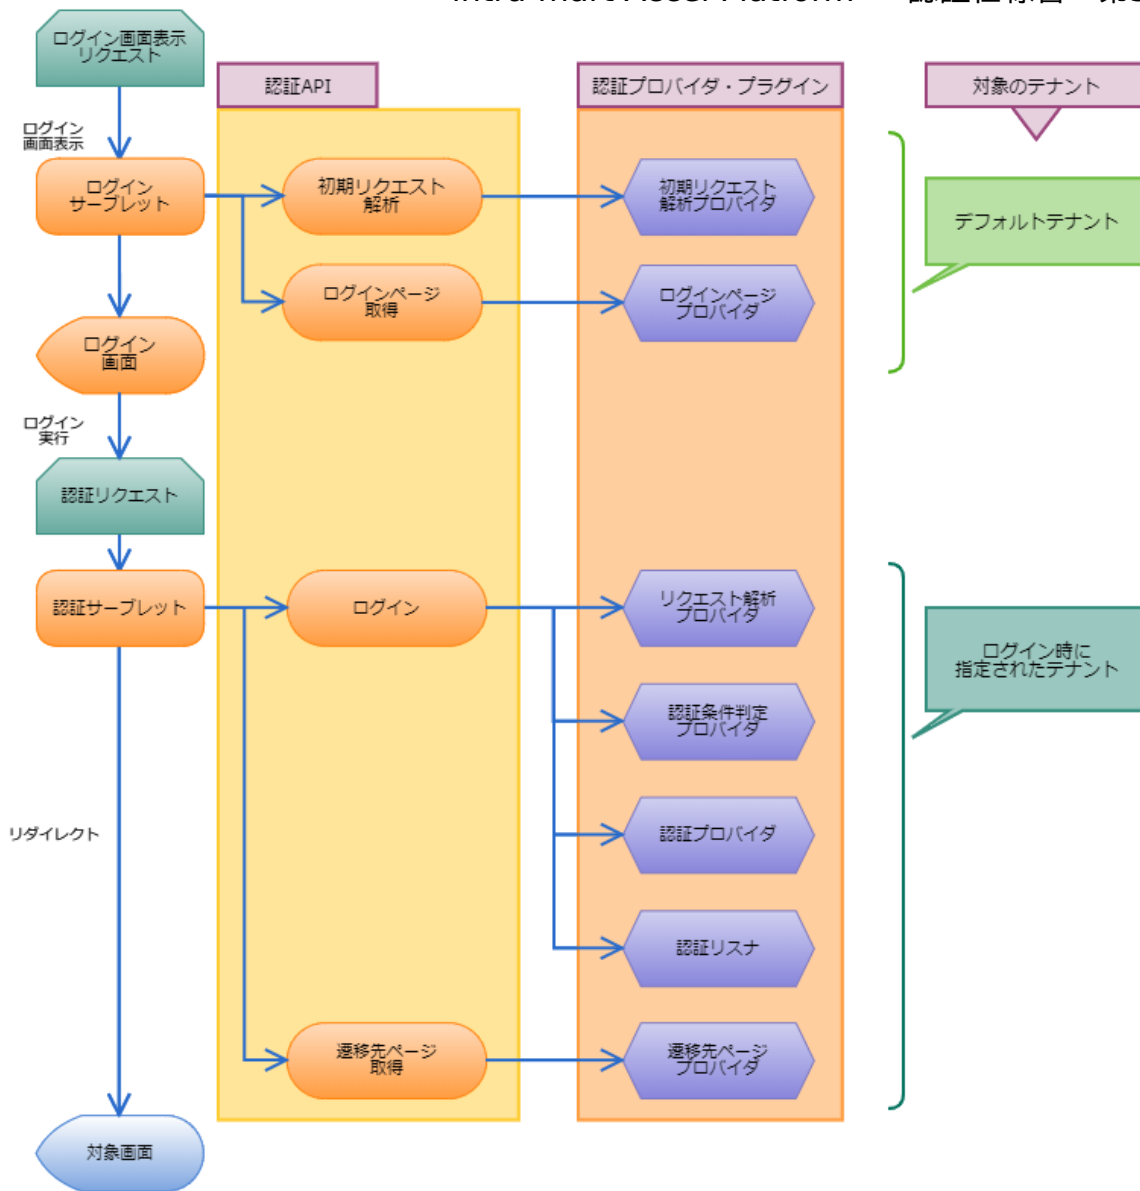 ログイン画面表示
リクエスト
認証API
認証プロバイダ・プラグイン
対象のテナント
ログイン
画面表示
ログイン
サーブレット
初期リクエスト
解析
初期リクエスト
解析プロバイダ
デフォルトテナント
ログインページ
取得
ログインページ
プロバイダ
ログイン
画面
ログイン
実行
認証リクエスト
認証サーブレット
ログイン
リクエスト解析
プロバイダ
ログイン時に
指定されたテナント
認証条件判定
プロバイダ
リダイレクト
認証プロバイダ
認証リスナ
遷移先ページ
取得
遷移先ページ
プロバイダ
対象画面